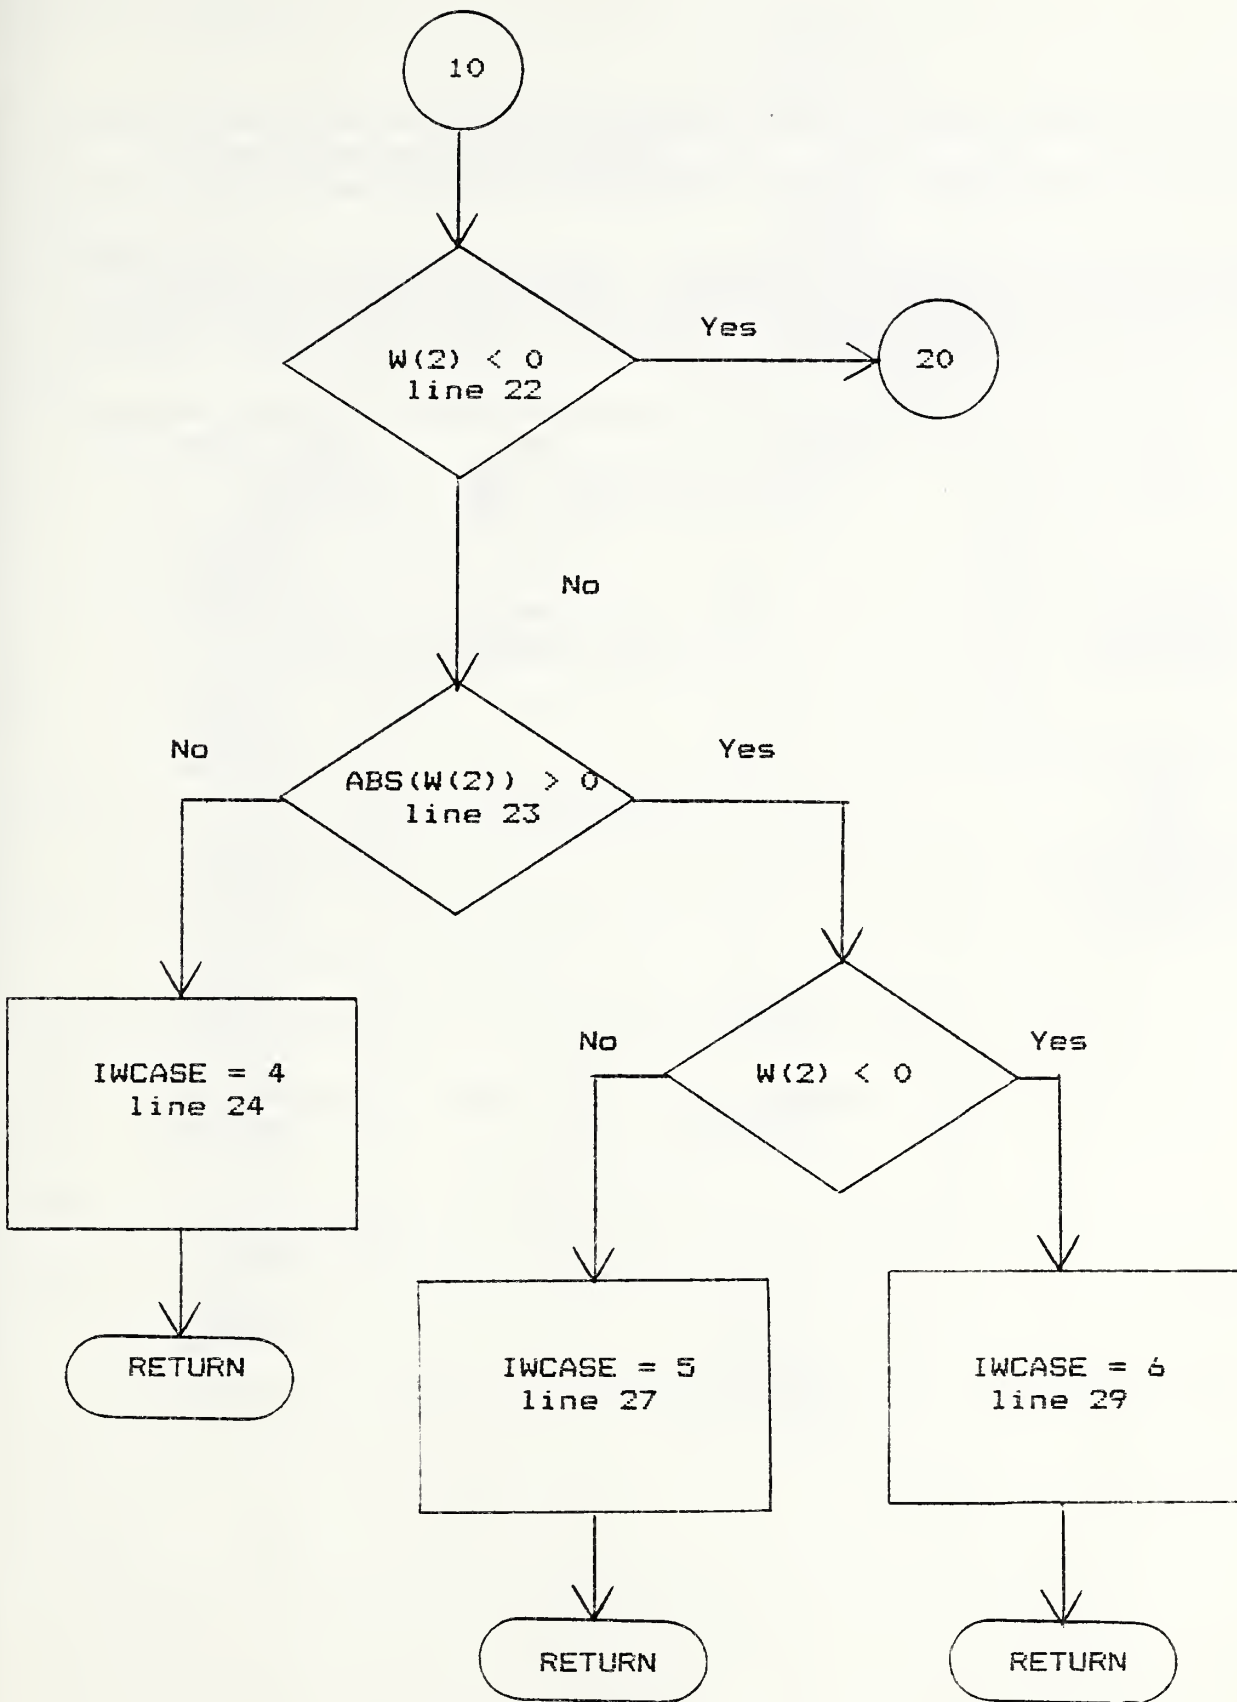 10
W(2) < 0
line 22
Yes
20
No
No
ABS(W(2)) > 0
line 23
Yes
IWCASE = 4
line 24
RETURN
No
W(2) < 0
Yes
IWCASE = 5
line 27
RETURN
IWCASE = 6
line 29
RETURN